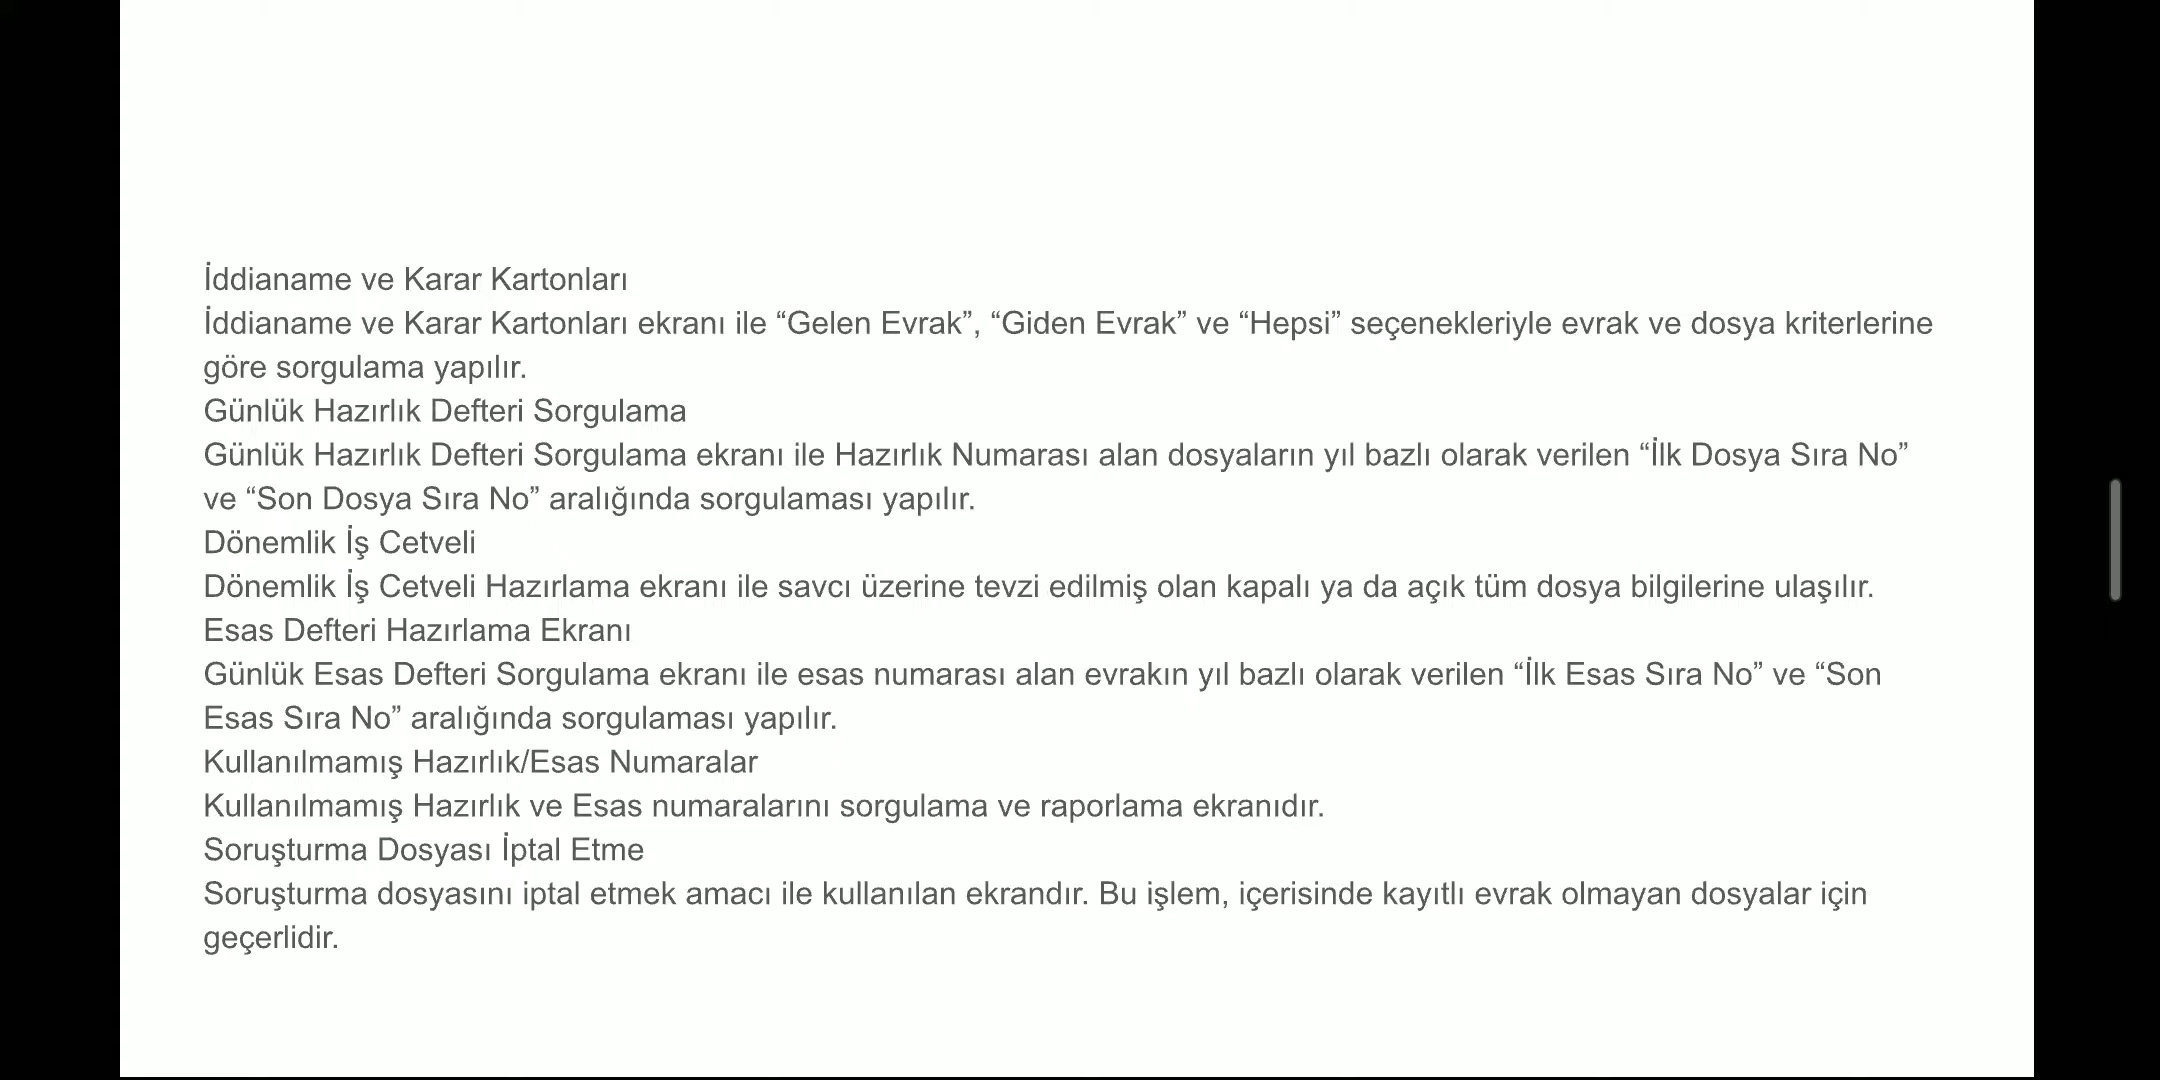 İddianame ve Karar Kartonları
İddianame ve Karar Kartonları ekranı ile “Gelen Evrak”, “Giden Evrak” ve “Hepsi” seçenekleriyle evrak ve dosya kriterlerine
göre sorgulama yapılır.
Günlük Hazırlık Defteri Sorgulama
Günlük Hazırlık Defteri Sorgulama ekranı ile Hazırlık Numarası alan dosyaların yıl bazlı olarak verilen “İlk Dosya Sıra No”
ve “Son Dosya Sıra No” aralığında sorgulaması yapılır.
Dönemlik İş Cetveli
Dönemlik İş Cetveli Hazırlama ekranı ile savcı üzerine tevzi edilmiş olan kapalı ya da açık tüm dosya bilgilerine ulaşılır.
Esas Defteri Hazırlama Ekranı
Günlük Esas Defteri Sorgulama ekranı ile esas numarası alan evrakın yıl bazlı olarak verilen “İlk Esas Sıra No” ve “Son
Esas Sıra No” aralığında sorgulaması yapılır.
Kullanılmamış Hazırlık/Esas Numaralar
Kullanılmamış Hazırlık ve Esas numaralarını sorgulama ve raporlama ekranıdır.
Soruşturma Dosyası İptal Etme
Soruşturma dosyasını iptal etmek amacı ile kullanılan ekrandır. Bu işlem, içerisinde kayıtlı evrak olmayan dosyalar için
geçerlidir.